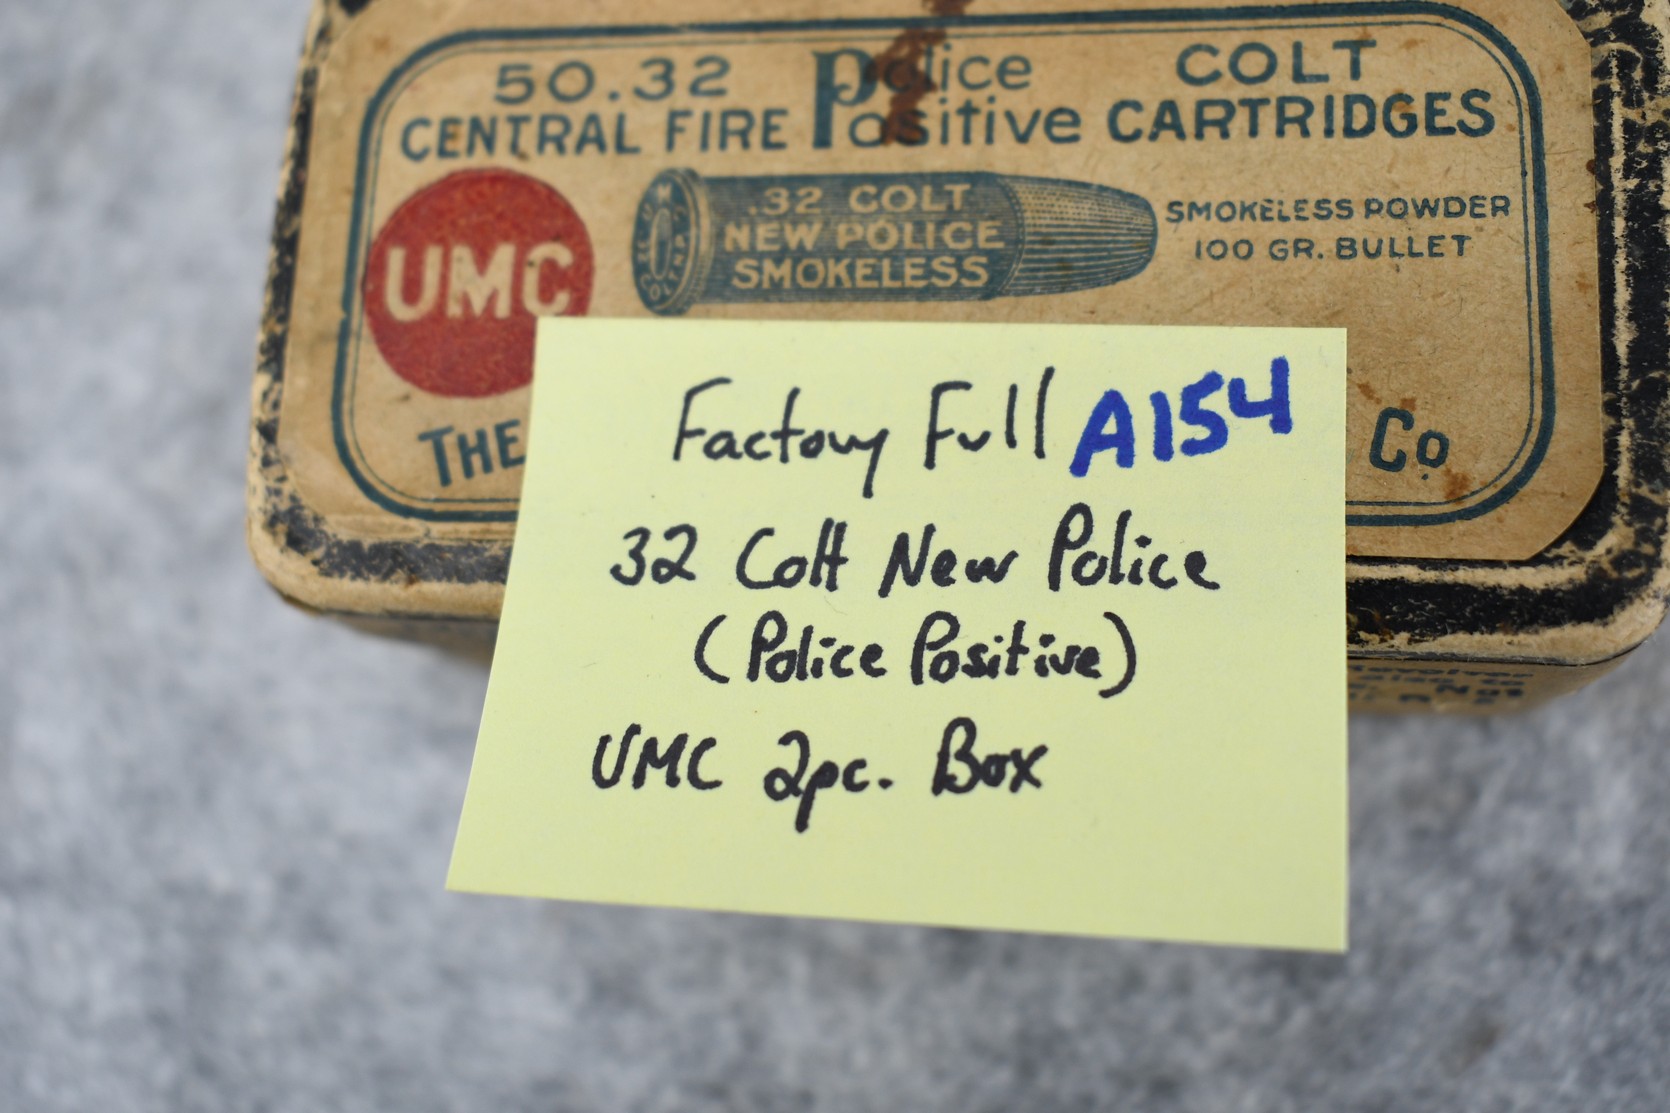 50 .32 Police Positive COLT
CENTRAL FIRE CARTRIDGES
UMC
.32 COLT
NEW POLICE
SMOKELESS
SMOKELESS POWDER
100 GR. BULLET
THE Co
Factory Full A154
32 Colt New Police
(Police Positive)
UMC 2pc. Box